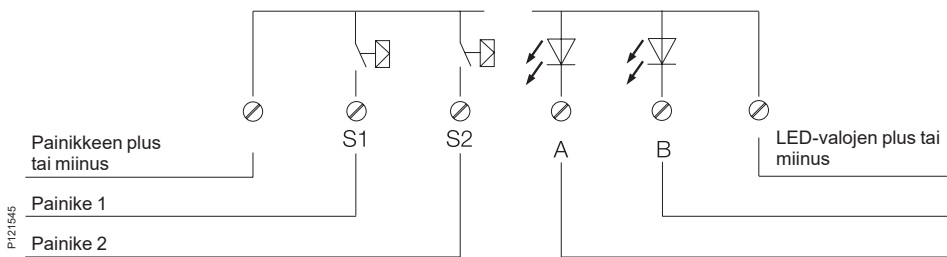 S1
S2
A
B
Painikkeen plus
tai miinus
LED-valojen plus tai
miinus
Painike 1
Painike 2
P121545